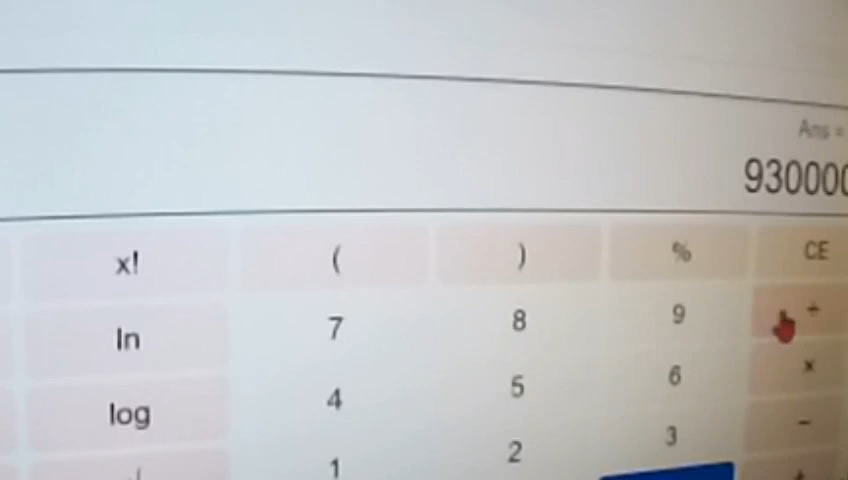 Ans =
930000
x! ( ) % CE
ln 7 8 9 ÷
log 4 5 6 ×
1 2 3 −